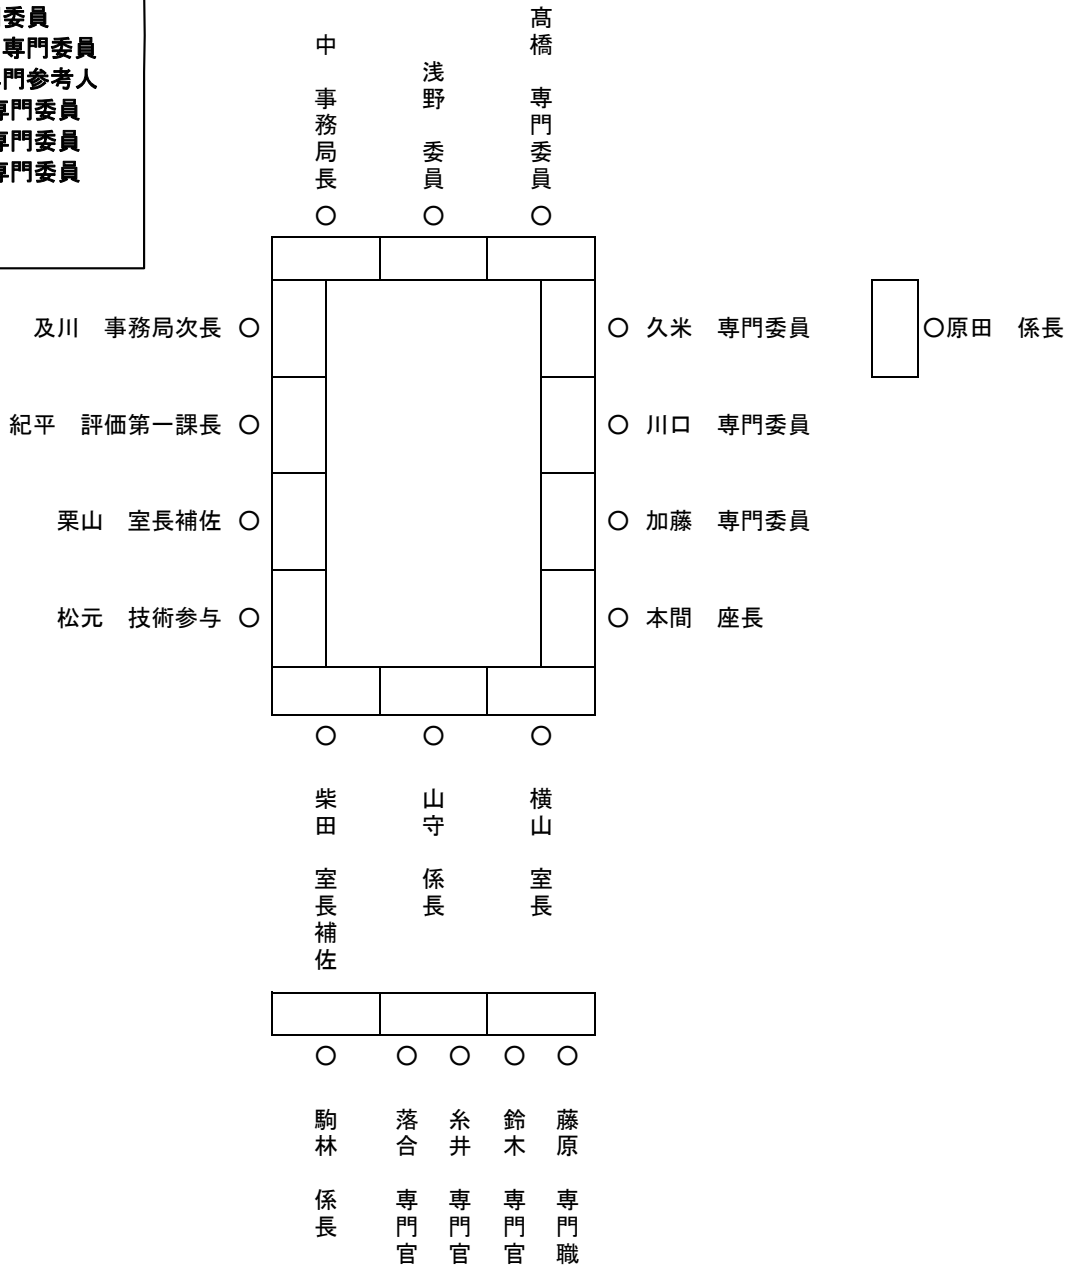 委員
専門委員
門参考人
専門委員
専門委員
専門委員
中　事務局長
浅野　委員
髙橋　専門委員
及川　事務局次長
久米　専門委員
原田　係長
紀平　評価第一課長
川口　専門委員
栗山　室長補佐
加藤　専門委員
松元　技術参与
本間　座長
柴田　室長補佐
山守　係長
横山　室長
駒林　係長
落合　専門官
糸井　専門官
鈴木　専門官
藤原　専門職